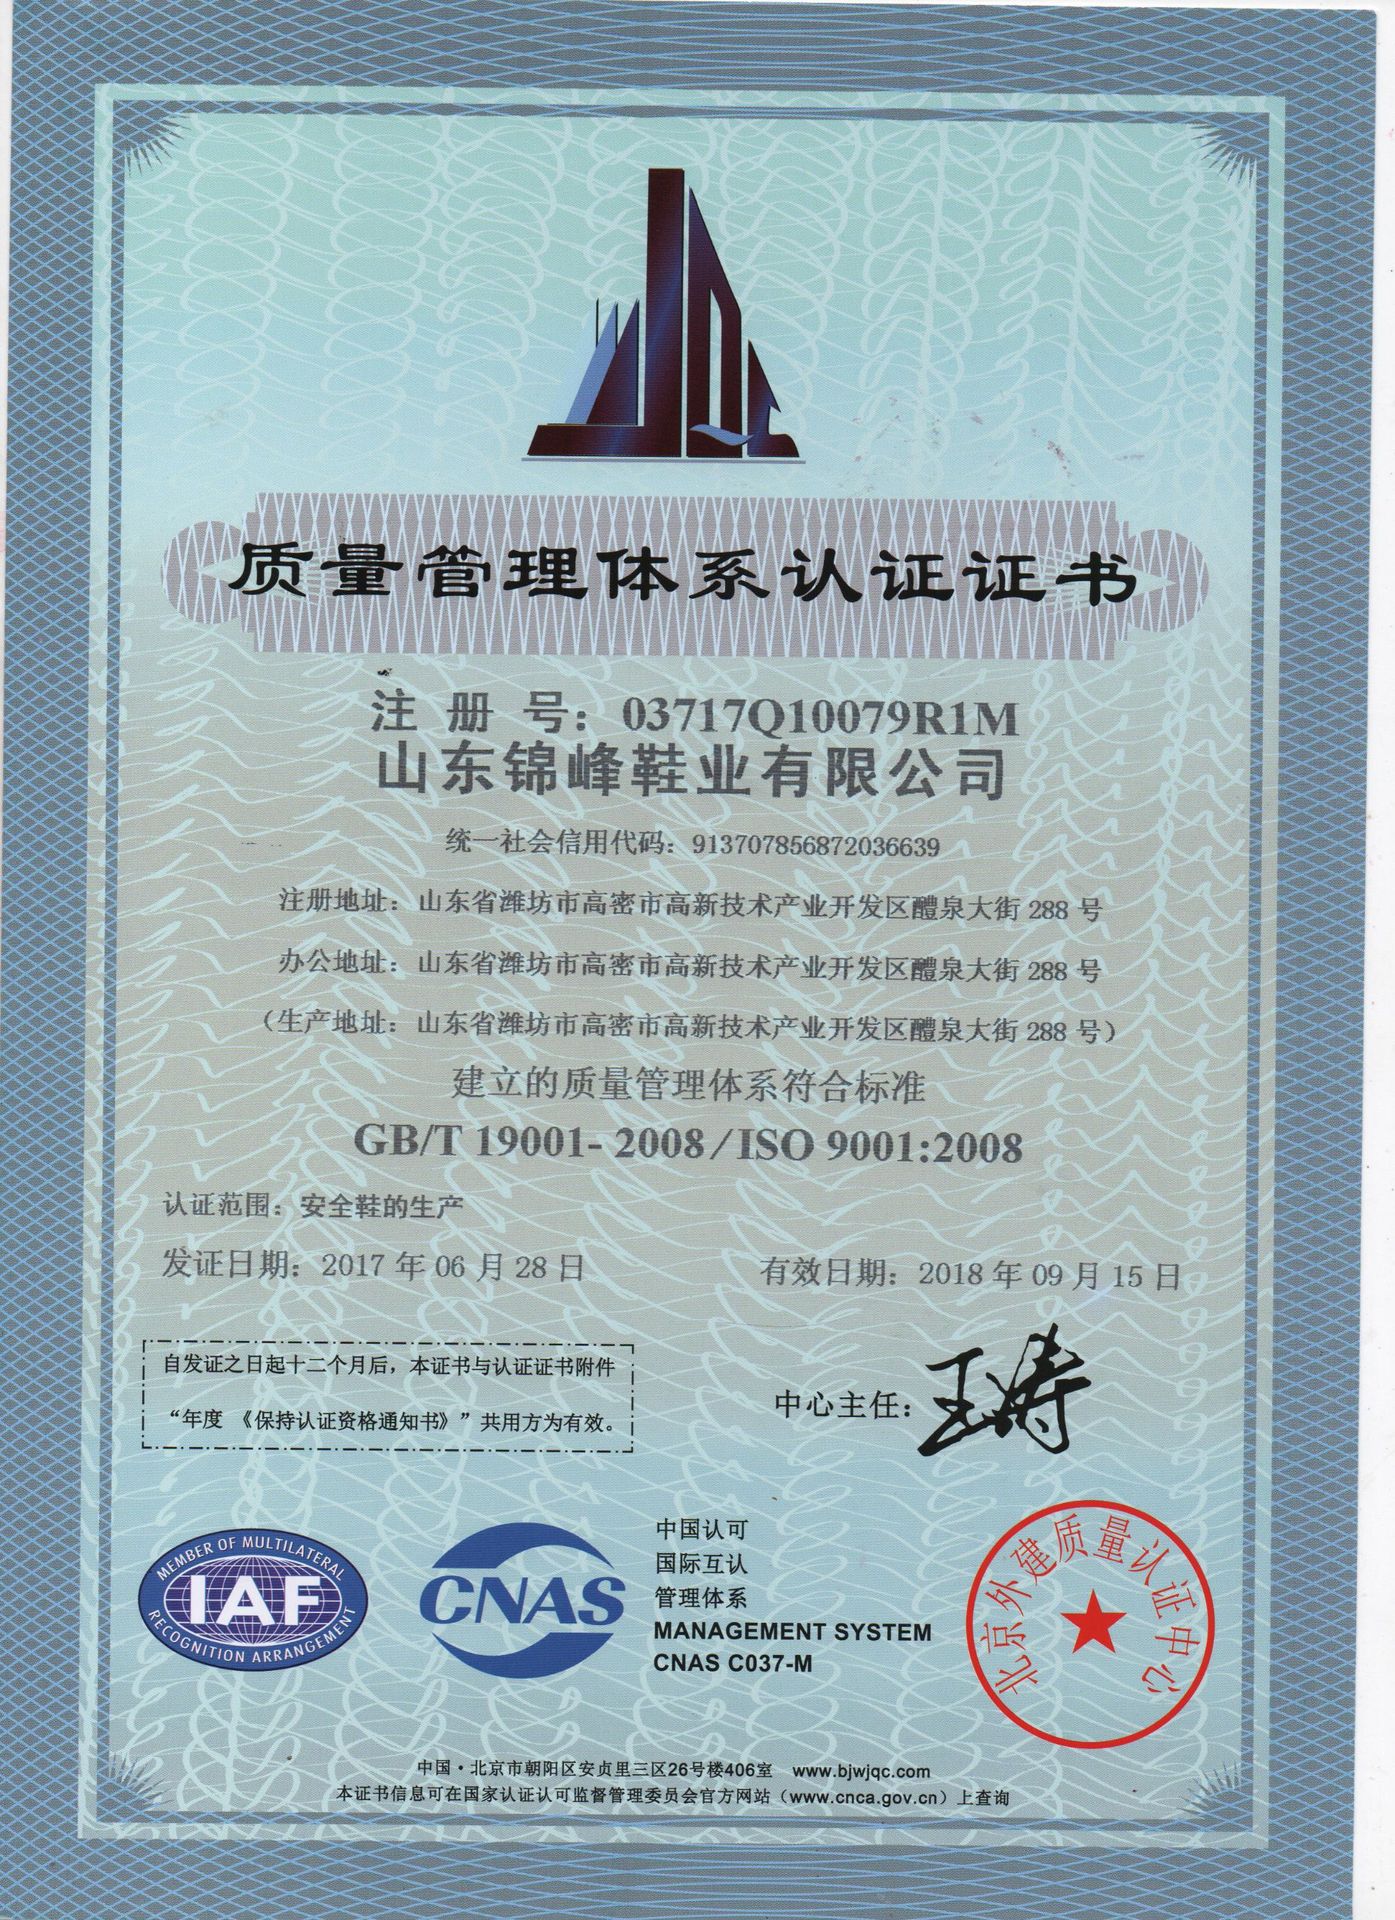 质量管理体系认证证书
注 册 号：03717Q10079R1M
山东锦峰鞋业有限公司
统一社会信用代码：913707856872036639
注册地址：山东省潍坊市高密市高新技术产业开发区醴泉大街 288 号
办公地址：山东省潍坊市高密市高新技术产业开发区醴泉大街 288 号
（生产地址：山东省潍坊市高密市高新技术产业开发区醴泉大街 288 号）
建立的质量管理体系符合标准
GB/T 19001- 2008/ISO 9001:2008
认证范围：安全鞋的生产
发证日期：2017 年 06 月 28 日
有效日期：2018 年 09 月 15 日
自发证之日起十二个月后，本证书与认证证书附件
“年度 《保持认证资格通知书》”共用方为有效。
中心主任：王涛
MEMBER OF MULTILATERAL
IAF
RECOGNITION ARRANGEMENT
CNAS
中国认可
国际互认
管理体系
MANAGEMENT SYSTEM
CNAS C037-M
北京外建质量认证中心
中国·北京市朝阳区安贞里三区26号楼406室 www.bjwjqc.com
本证书信息可在国家认证认可监督管理委员会官方网站（www.cnca.gov.cn）上查询